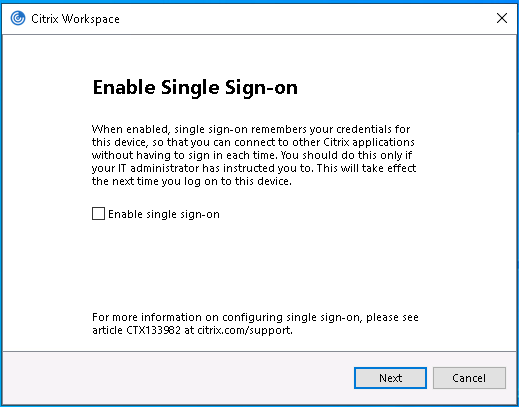 Citrix Workspace
Enable Single Sign-on
When enabled, single sign-on remembers your credentials for
this device, so that you can connect to other Citrix applications
without having to sign in each time. You should do this only if
your IT administrator has instructed you to. This will take effect
the next time you log on to this device.
Enable single sign-on
For more information on configuring single sign-on, please see
article CTX133982 at citrix.com/support.
Next
Cancel